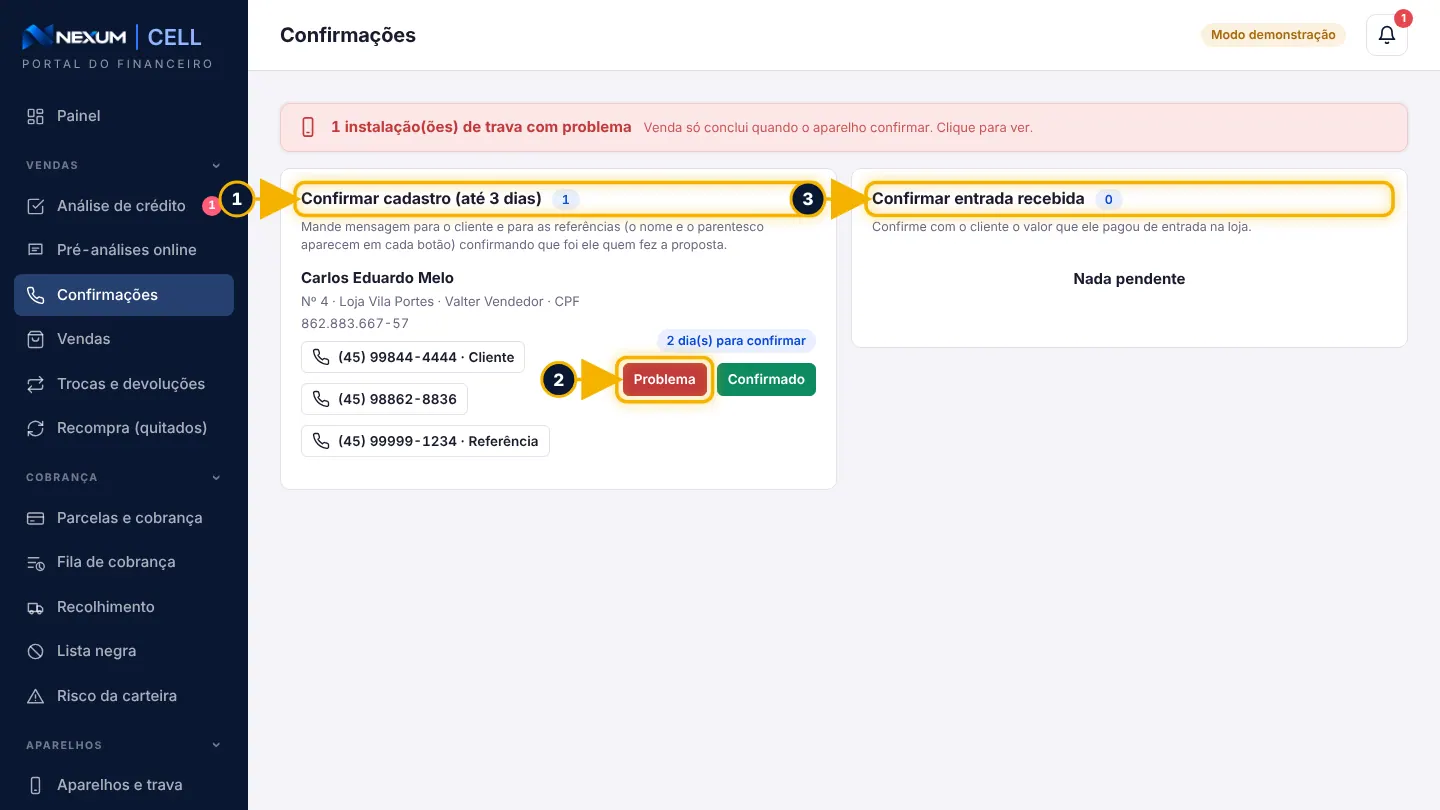 NEXUM | CELL
PORTAL DO FINANCEIRO
Painel
VENDAS
Análise de crédito 1
Pré-análises online
Confirmações
Vendas
Trocas e devoluções
Recompra (quitados)
COBRANÇA
Parcelas e cobrança
Fila de cobrança
Recolhimento
Lista negra
Risco da carteira
APARELHOS
Aparelhos e trava
Confirmações
Modo demonstração
1
1 instalação(ões) de trava com problema Venda só conclui quando o aparelho confirmar. Clique para ver.
1
Confirmar cadastro (até 3 dias) 1
Mande mensagem para o cliente e para as referências (o nome e o parentesco
aparecem em cada botão) confirmando que foi ele quem fez a proposta.
Carlos Eduardo Melo
Nº 4 · Loja Vila Portes · Valter Vendedor · CPF
862.883.667-57
(45) 99844-4444 · Cliente
(45) 98862-8836
(45) 99999-1234 · Referência
2 dia(s) para confirmar
2
Problema
Confirmado
3
Confirmar entrada recebida 0
Confirme com o cliente o valor que ele pagou de entrada na loja.
Nada pendente